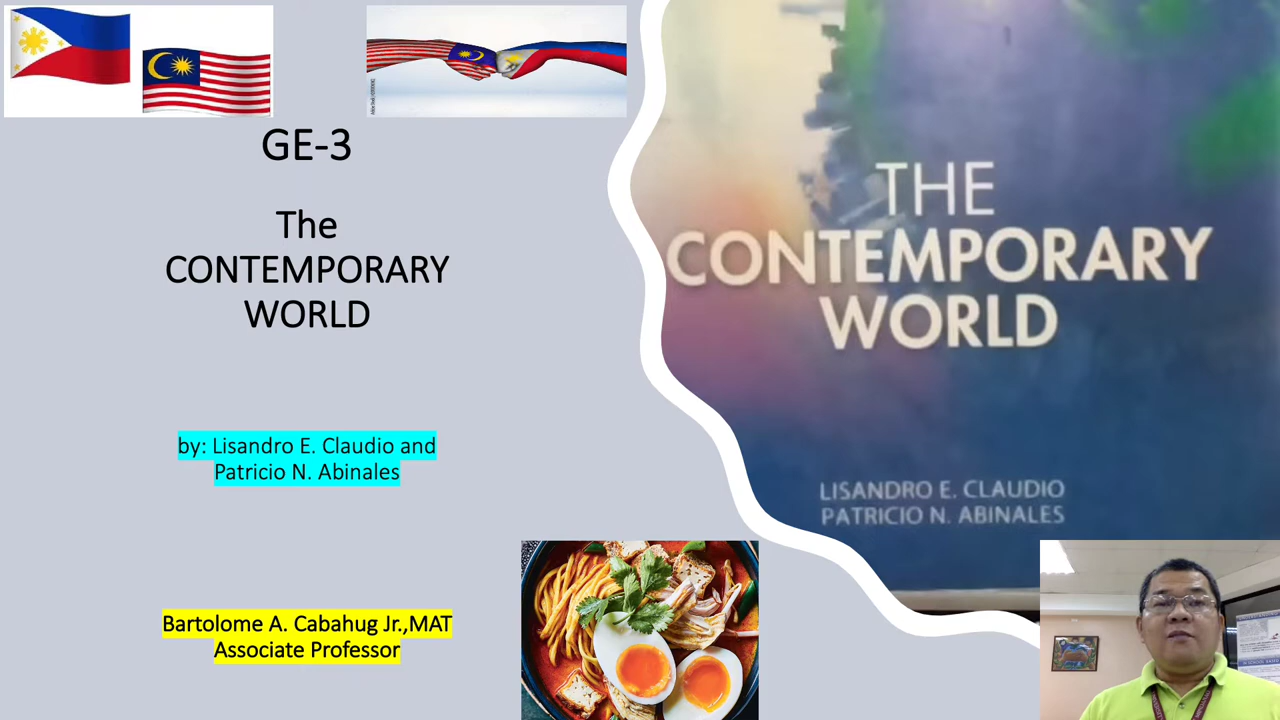 GE-3
The
CONTEMPORARY
WORLD
by: Lisandro E. Claudio and
Patricio N. Abinales
Bartolome A. Cabahug Jr.,MAT
Associate Professor
THE
CONTEMPORARY
WORLD
LISANDRO E. CLAUDIO
PATRICIO N. ABINALES